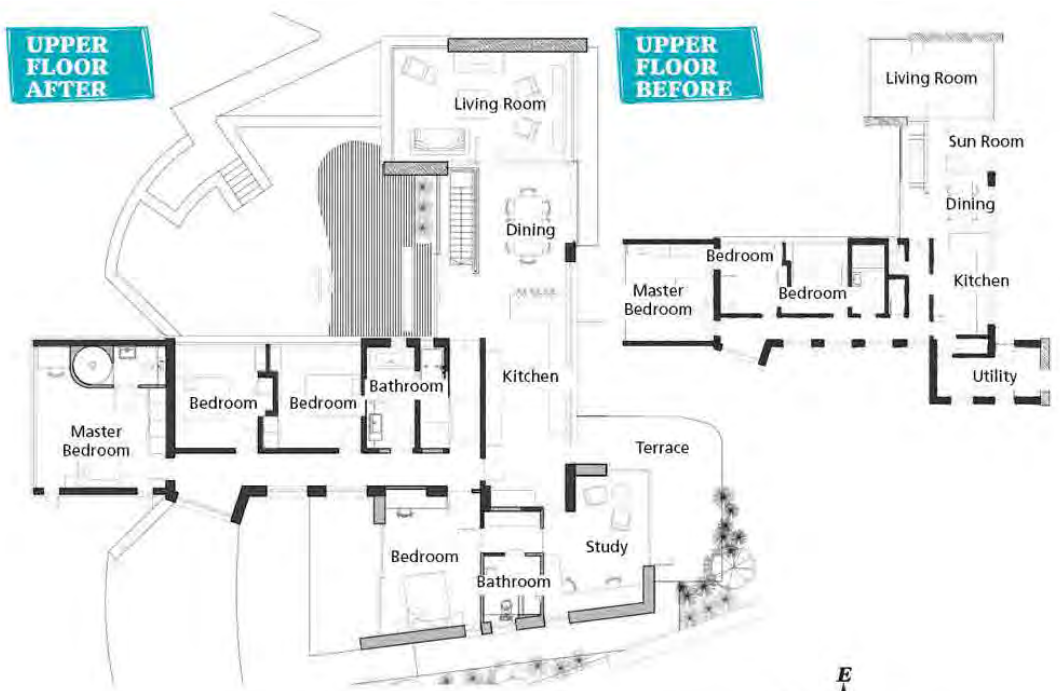 UPPER
FLOOR
AFTER
Living Room
Dining
Kitchen
Bathroom
Bedroom
Bedroom
Master
Bedroom
Terrace
Study
Bedroom
Bathroom
UPPER
FLOOR
BEFORE
Living Room
Sun Room
Dining
Bedroom
Bedroom
Master
Bedroom
Kitchen
Utility
E